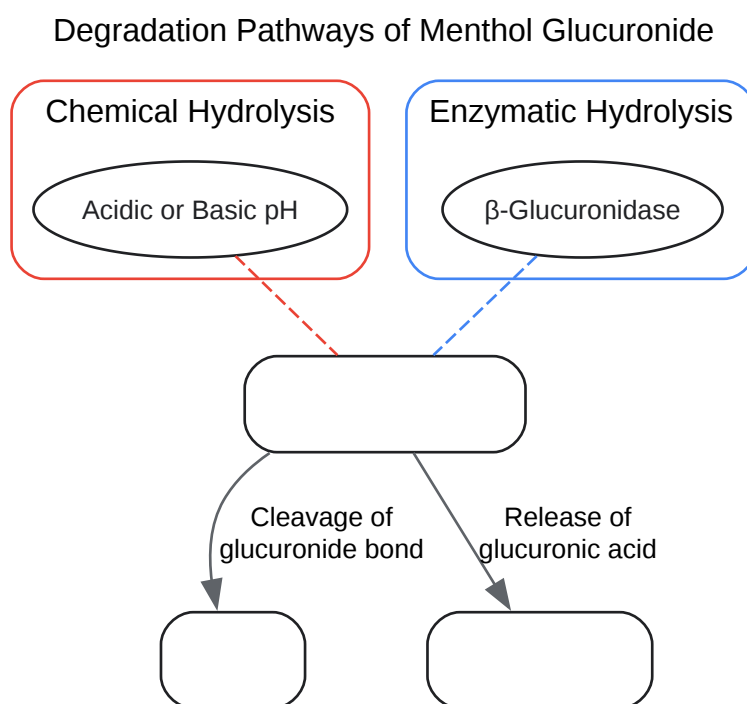 Degradation Pathways of Menthol Glucuronide
Chemical Hydrolysis
Enzymatic Hydrolysis
Acidic or Basic pH
β-Glucuronidase
Cleavage of
glucuronide bond
Release of
glucuronic acid